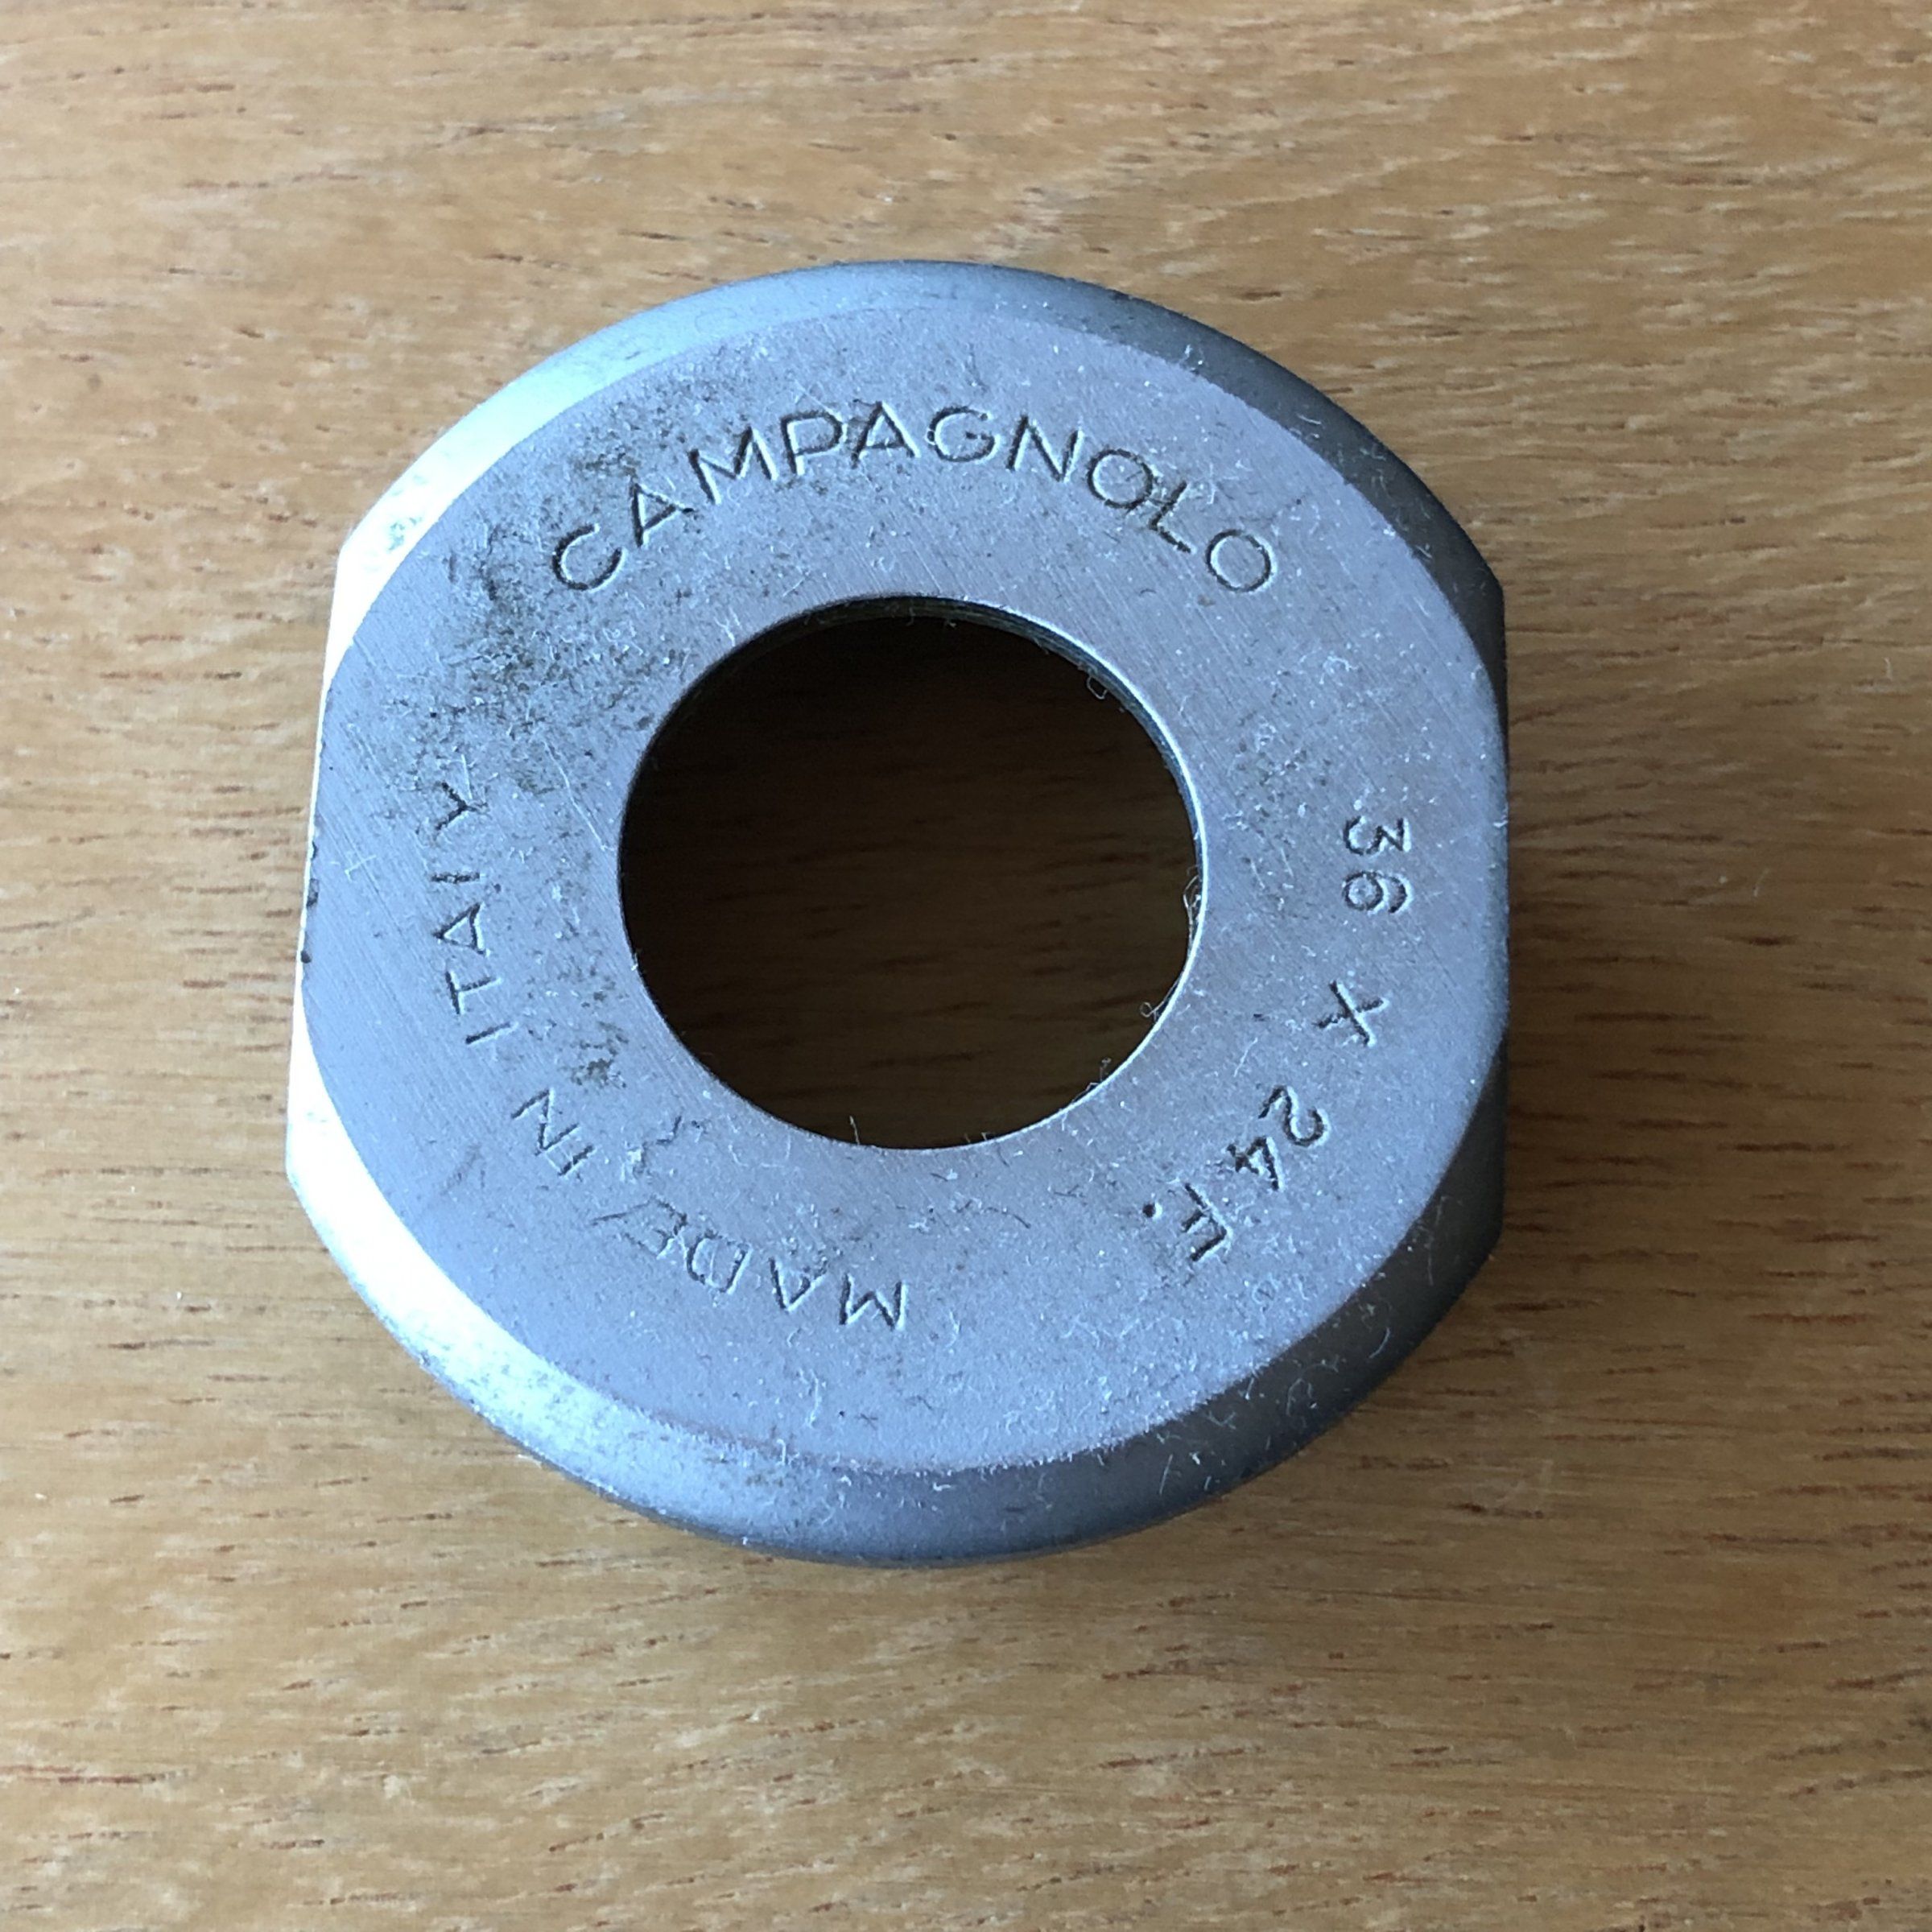 CAMPAGNOLO
36 X 24 F.
MADE IN ITALY